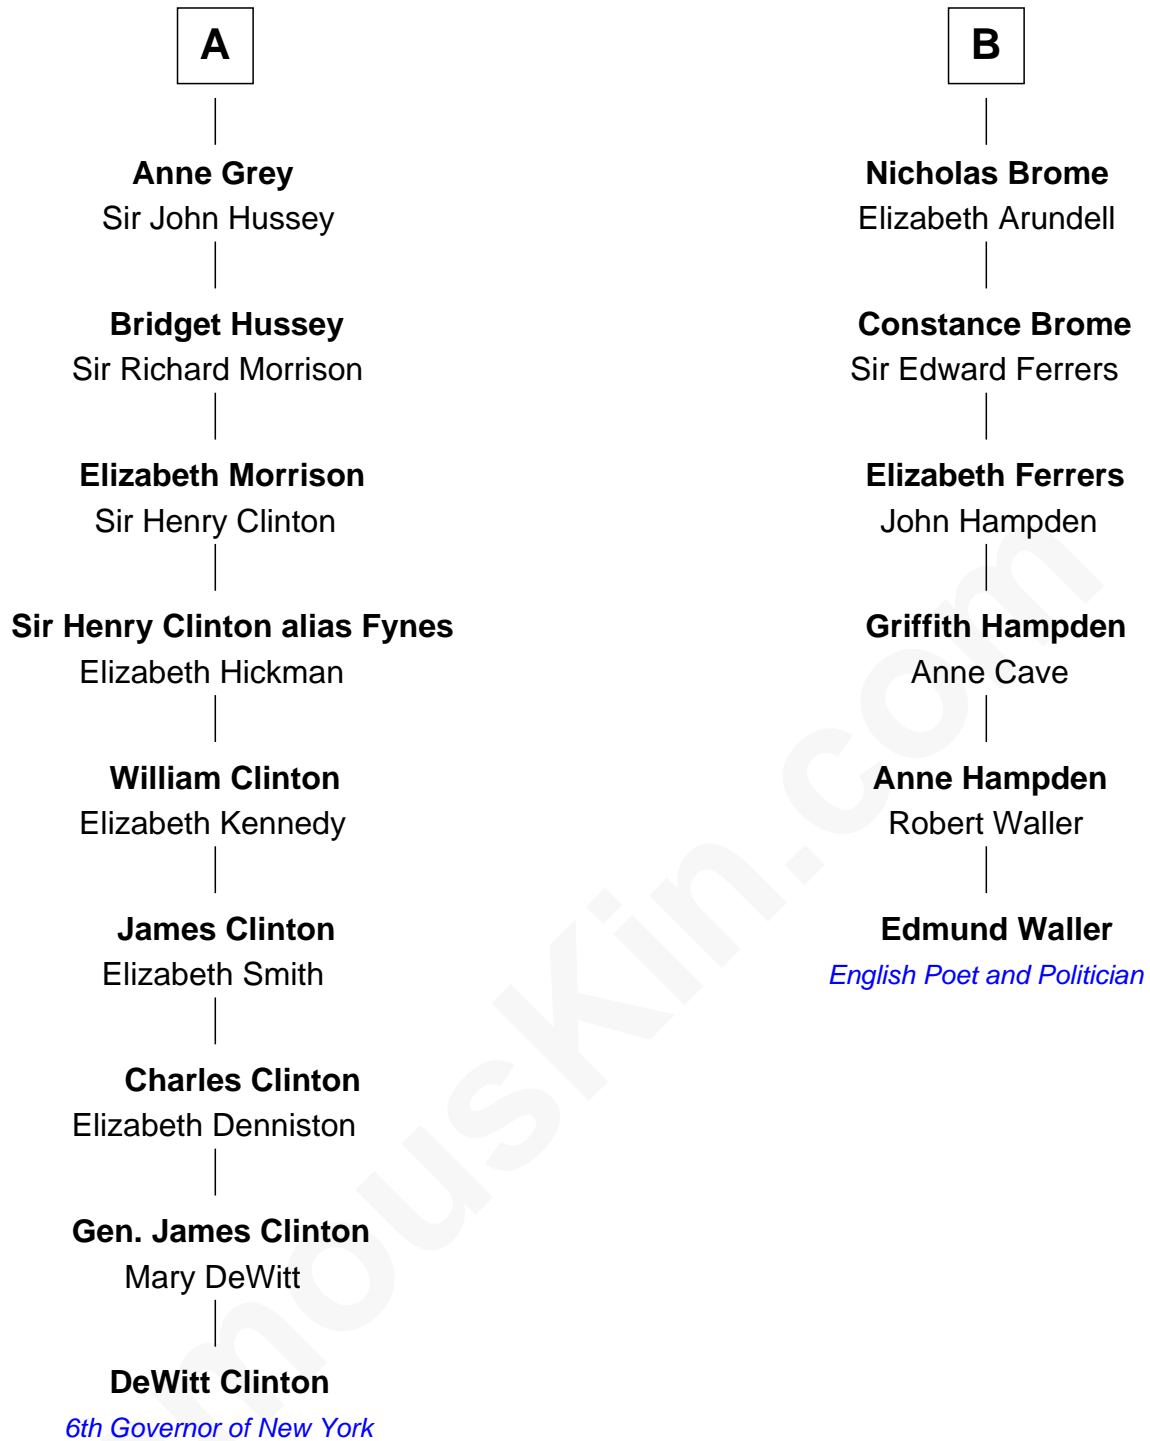 A
Anne Grey
Sir John Hussey
Bridget Hussey
Sir Richard Morrison
Elizabeth Morrison
Sir Henry Clinton
Sir Henry Clinton alias Fynes
Elizabeth Hickman
William Clinton
Elizabeth Kennedy
James Clinton
Elizabeth Smith
Charles Clinton
Elizabeth Denniston
Gen. James Clinton
Mary DeWitt
DeWitt Clinton
6th Governor of New York
B
Nicholas Brome
Elizabeth Arundell
Constance Brome
Sir Edward Ferrers
Elizabeth Ferrers
John Hampden
Griffith Hampden
Anne Cave
Anne Hampden
Robert Waller
Edmund Waller
English Poet and Politician
mousKin.com